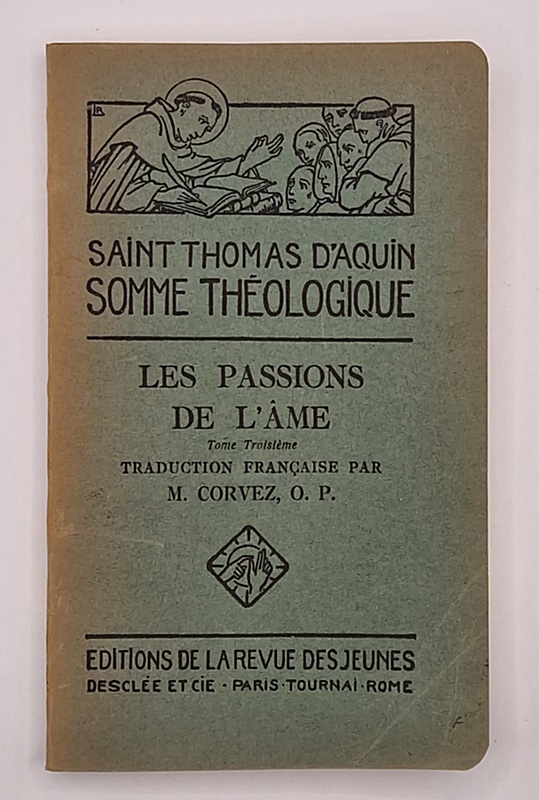 SAINT THOMAS D'AQUIN
SOMME THÉOLOGIQUE
LES PASSIONS
DE L'ÂME
Tome Troisième
TRADUCTION FRANÇAISE PAR
M. CORVEZ, O. P.
EDITIONS DE LA REVUE DES JEUNES
DESCLÉE ET CIE · PARIS · TOURNAI · ROME